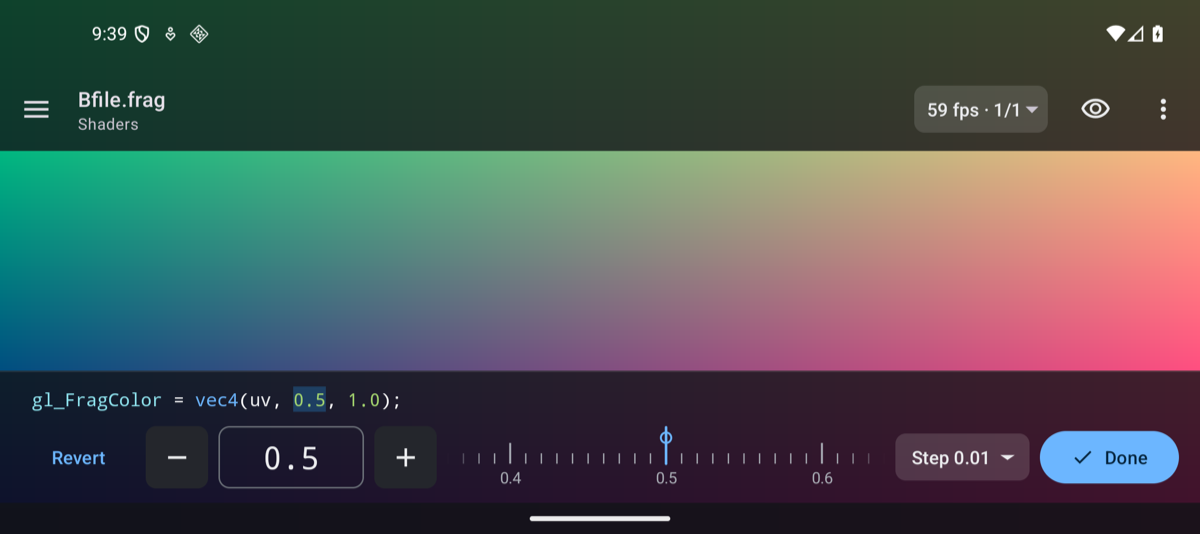 9:39
Bfile.frag
Shaders
59 fps · 1/1
gl_FragColor = vec4(uv, 0.5, 1.0);
Revert
−
0.5
+
0.4
0.5
0.6
Step 0.01
Done